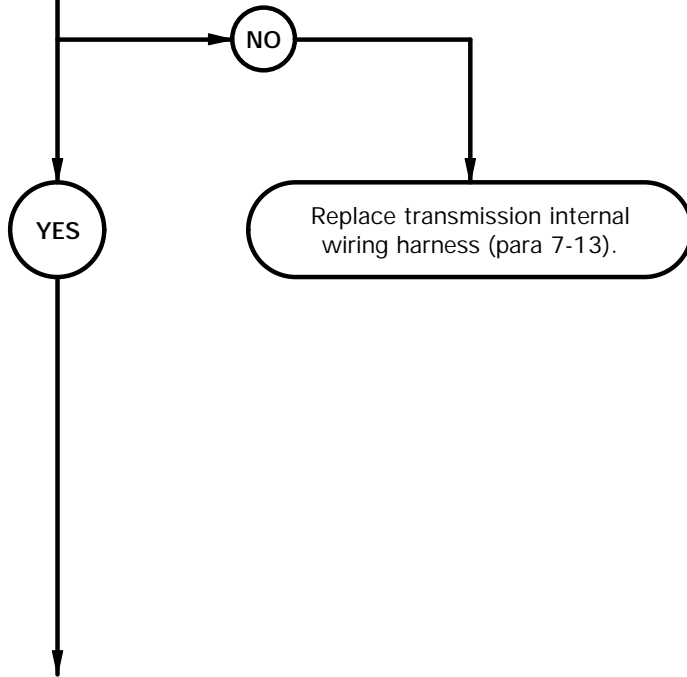 NO
YES
Replace transmission internal
wiring harness (para 7-13).